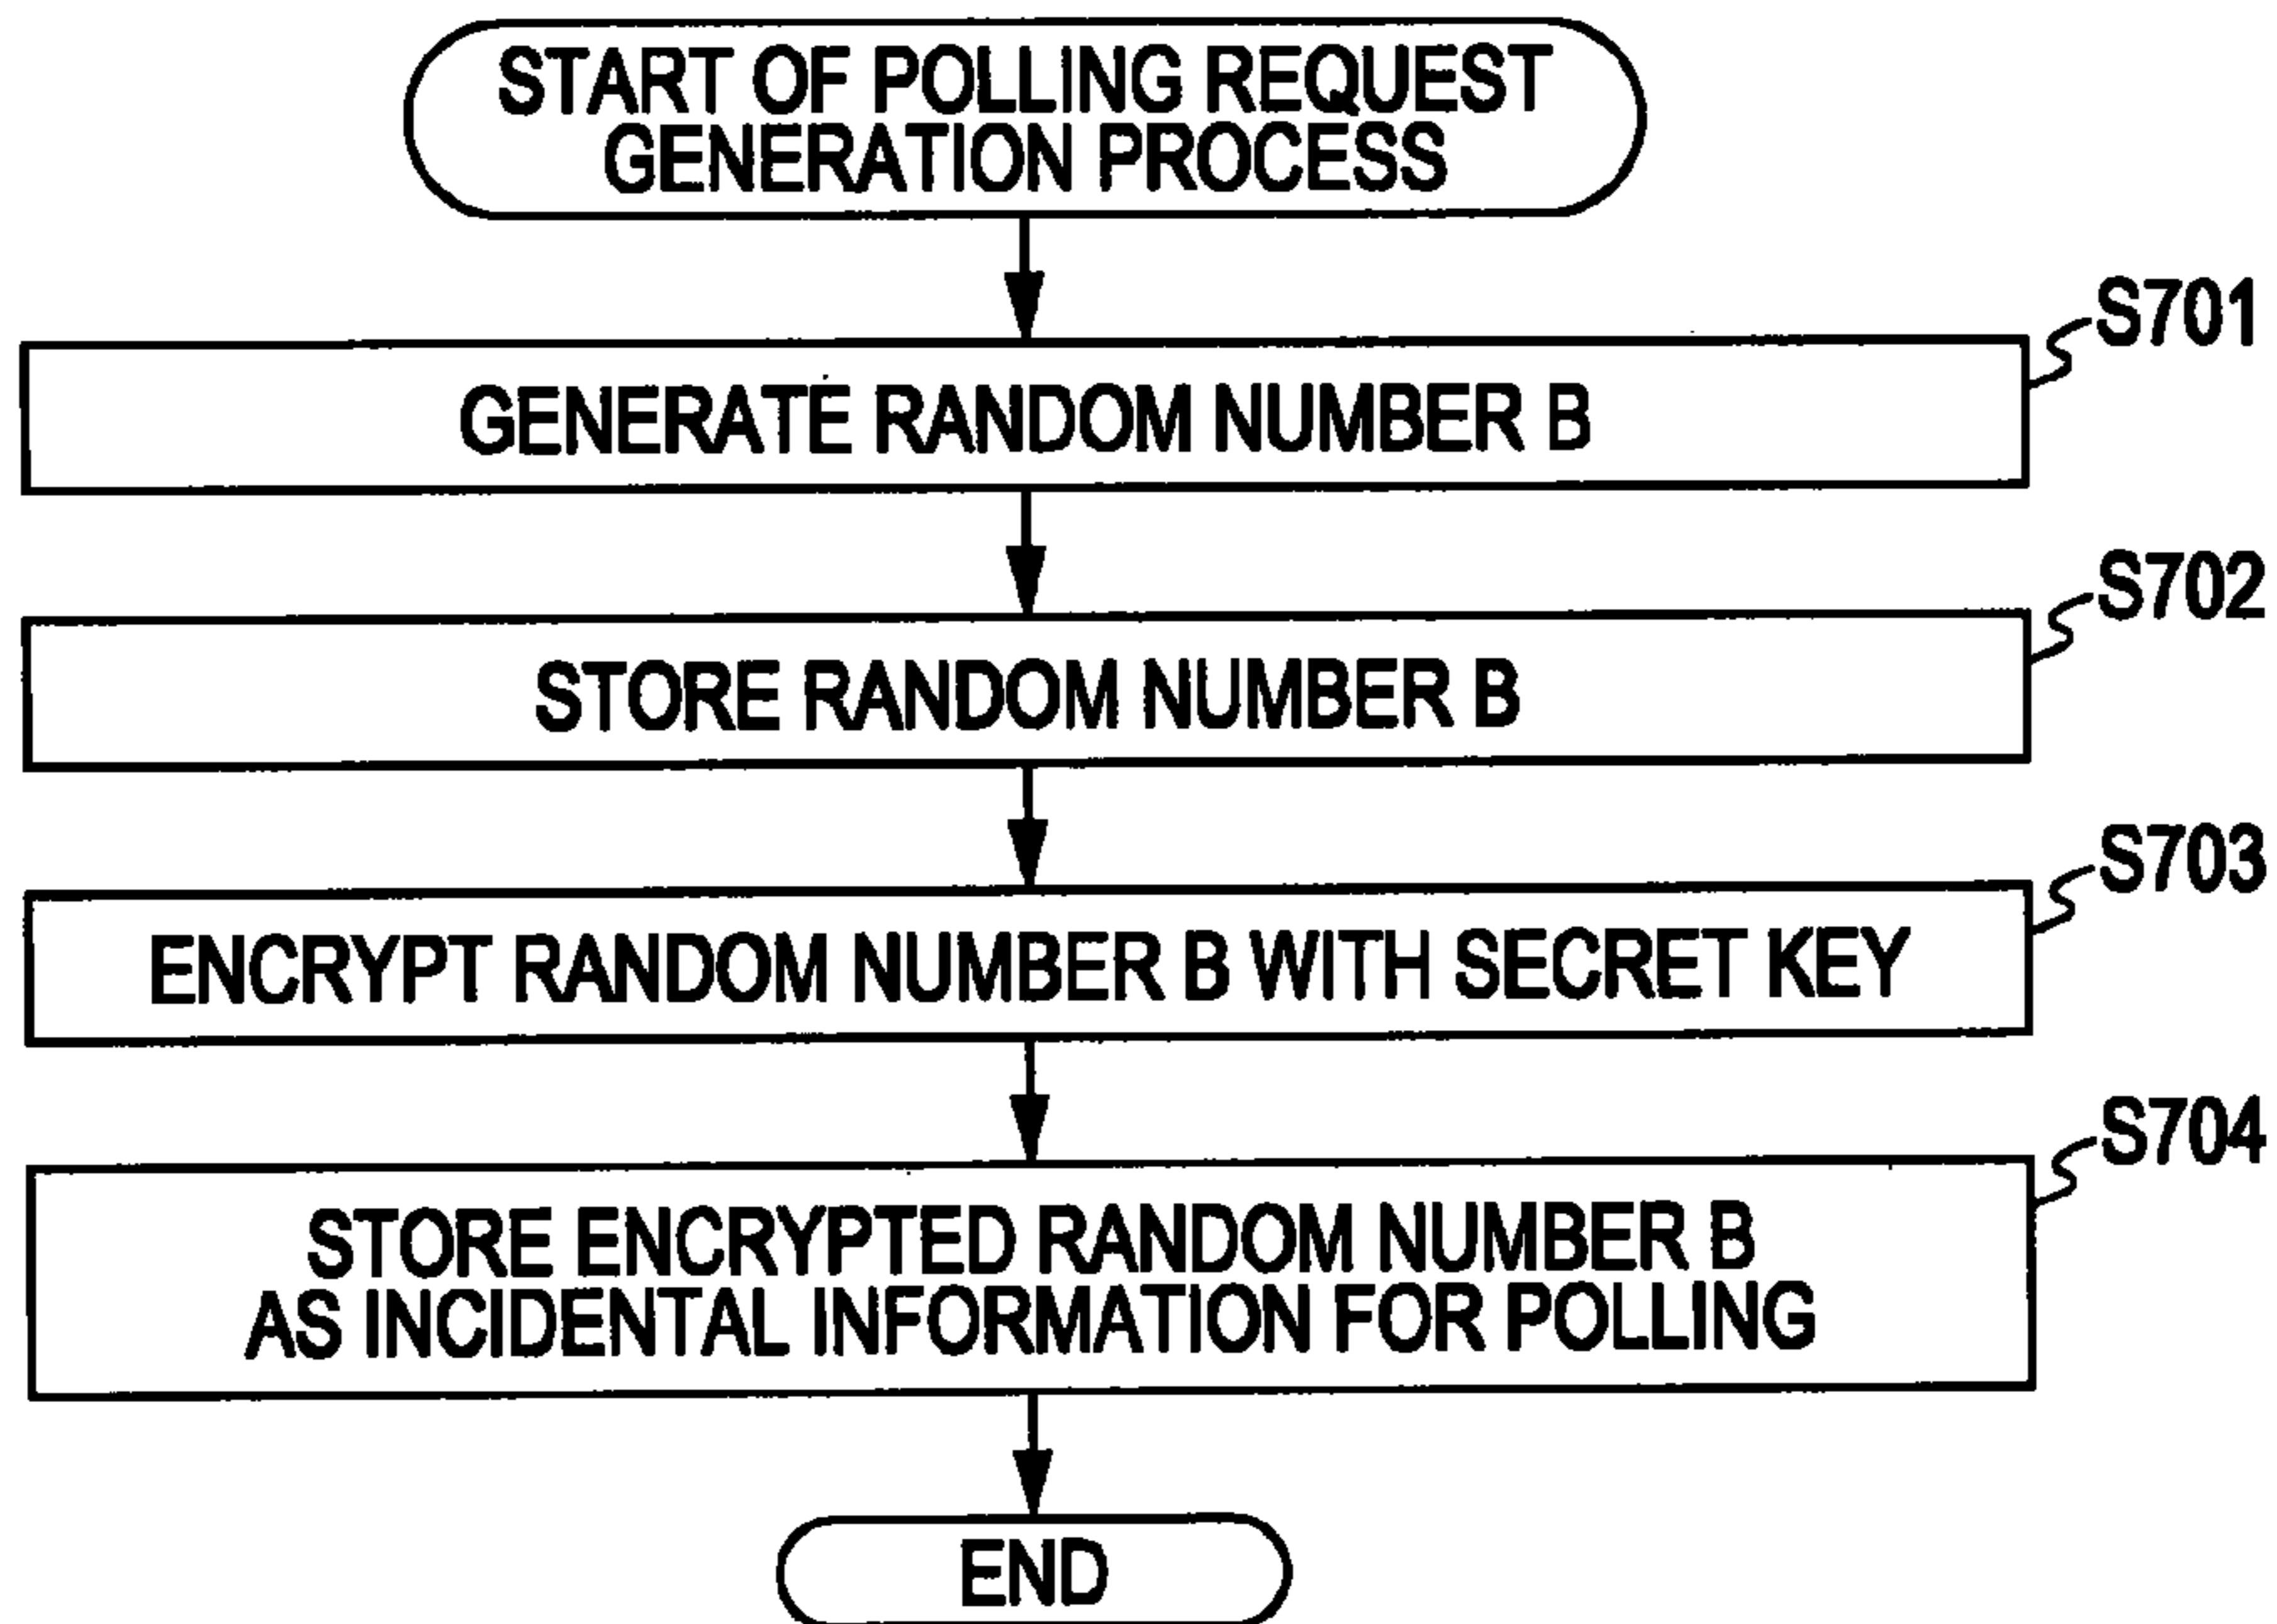 START OF POLLING REQUEST
GENERATION PROCESS
S701
GENERATE RANDOM NUMBER B
S702
STORE RANDOM NUMBER B
S703
ENCRYPT RANDOM NUMBER B WITH SECRET KEY
S704
STORE ENCRYPTED RANDOM NUMBER B
AS INCIDENTAL INFORMATION FOR POLLING
END